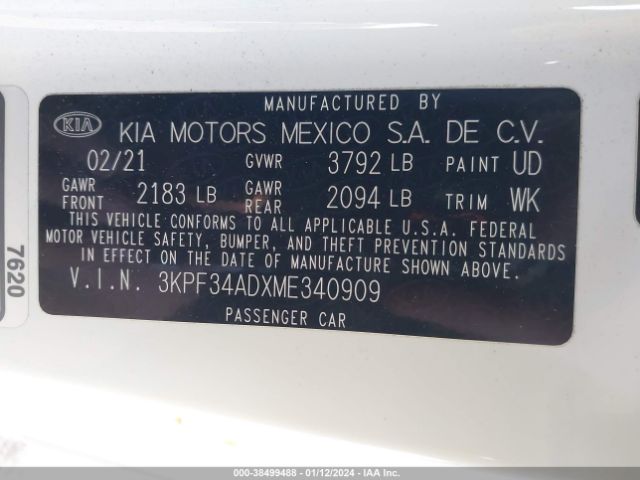 MANUFACTURED BY
KIA KIA MOTORS MEXICO S.A. DE C.V.
02/21 GVWR 3792 LB PAINT UD
GAWR FRONT 2183 LB GAWR REAR 2094 LB TRIM WK
THIS VEHICLE CONFORMS TO ALL APPLICABLE U.S.A. FEDERAL
MOTOR VEHICLE SAFETY, BUMPER, AND THEFT PREVENTION STANDARDS
IN EFFECT ON THE DATE OF MANUFACTURE SHOWN ABOVE.
V.I.N. 3KPF34ADXME340909
PASSENGER CAR
7620
000-38499488 - 01/12/2024 - IAA Inc.